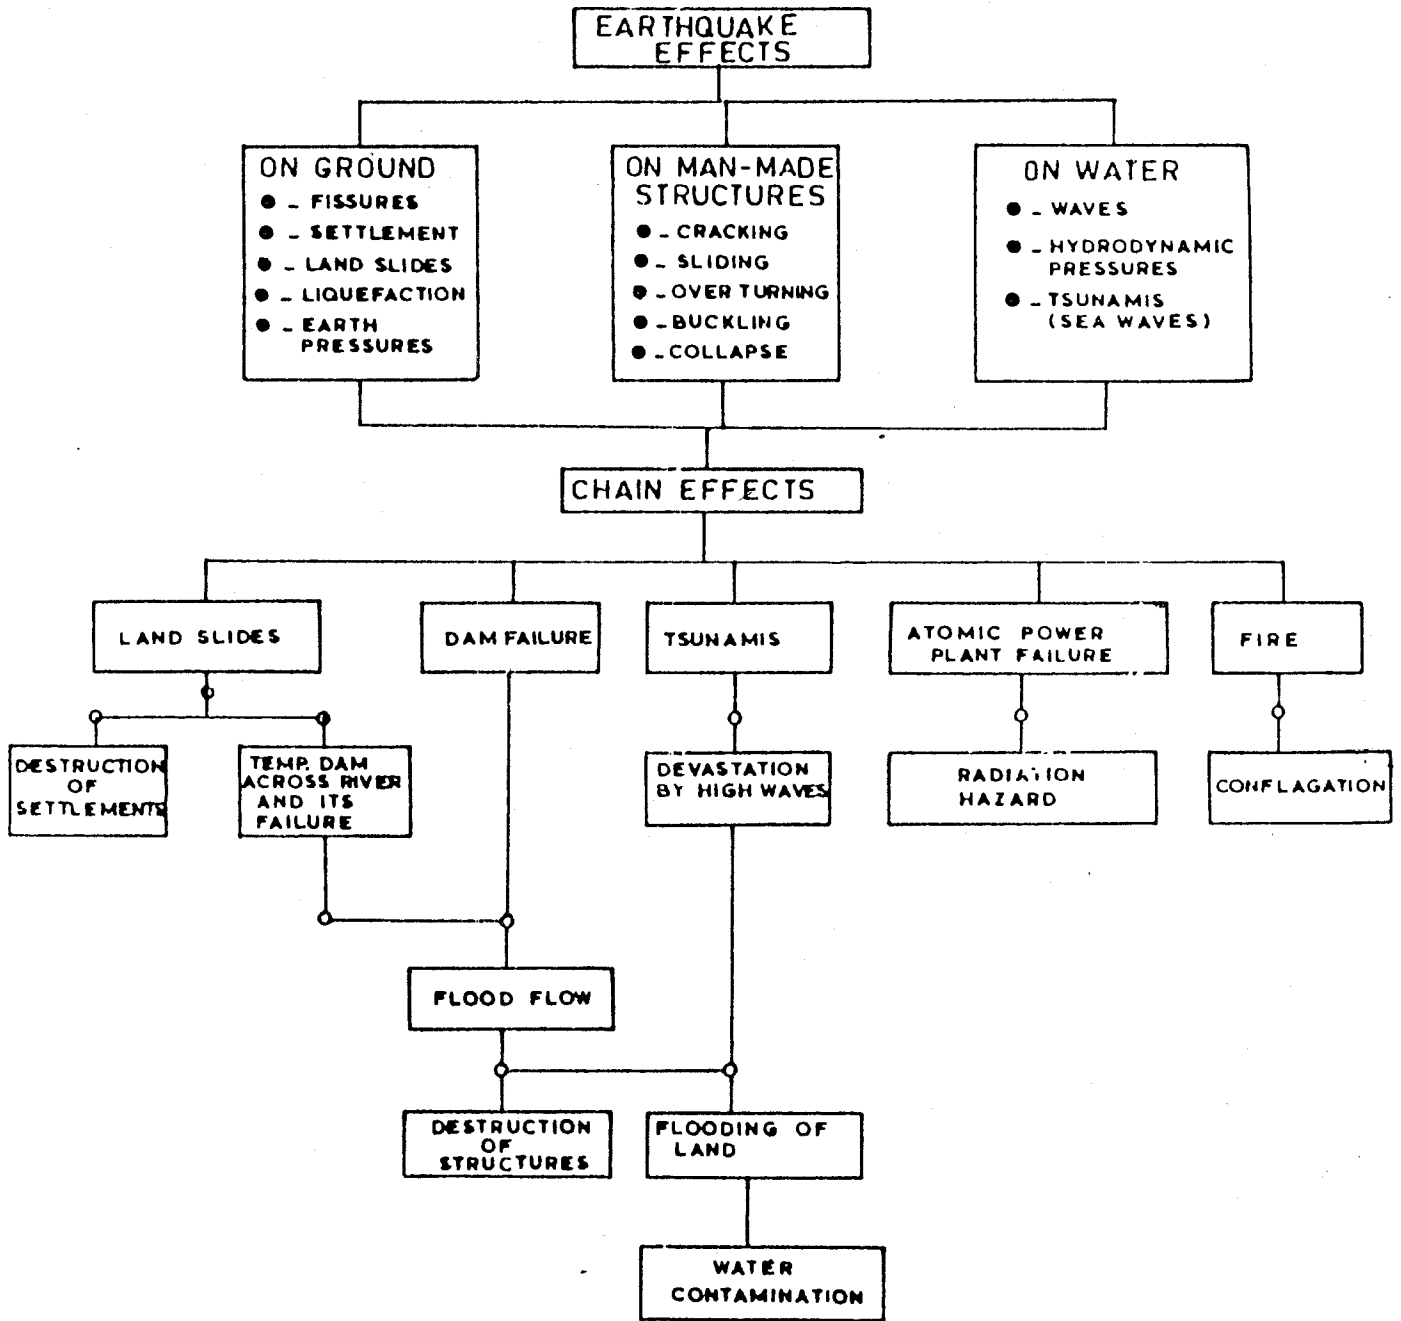 EARTHQUAKE
EFFECTS
ON GROUND
● - FISSURES
● - SETTLEMENT
● - LAND SLIDES
● - LIQUEFACTION
● - EARTH
PRESSURES
ON MAN-MADE
STRUCTURES
● - CRACKING
● - SLIDING
● - OVER TURNING
● - BUCKLING
● - COLLAPSE
ON WATER
● - WAVES
● - HYDRODYNAMIC
PRESSURES
● - TSUNAMIS
(SEA WAVES)
CHAIN EFFECTS
LAND SLIDES
DAM FAILURE
TSUNAMIS
ATOMIC POWER
PLANT FAILURE
FIRE
DESTRUCTION
OF
SETTLEMENTS
TEMP. DAM
ACROSS RIVER
AND ITS
FAILURE
DEVASTATION
BY HIGH WAVES
RADIATION
HAZARD
CONFLAGATION
FLOOD FLOW
DESTRUCTION
OF
STRUCTURES
FLOODING OF
LAND
WATER
CONTAMINATION